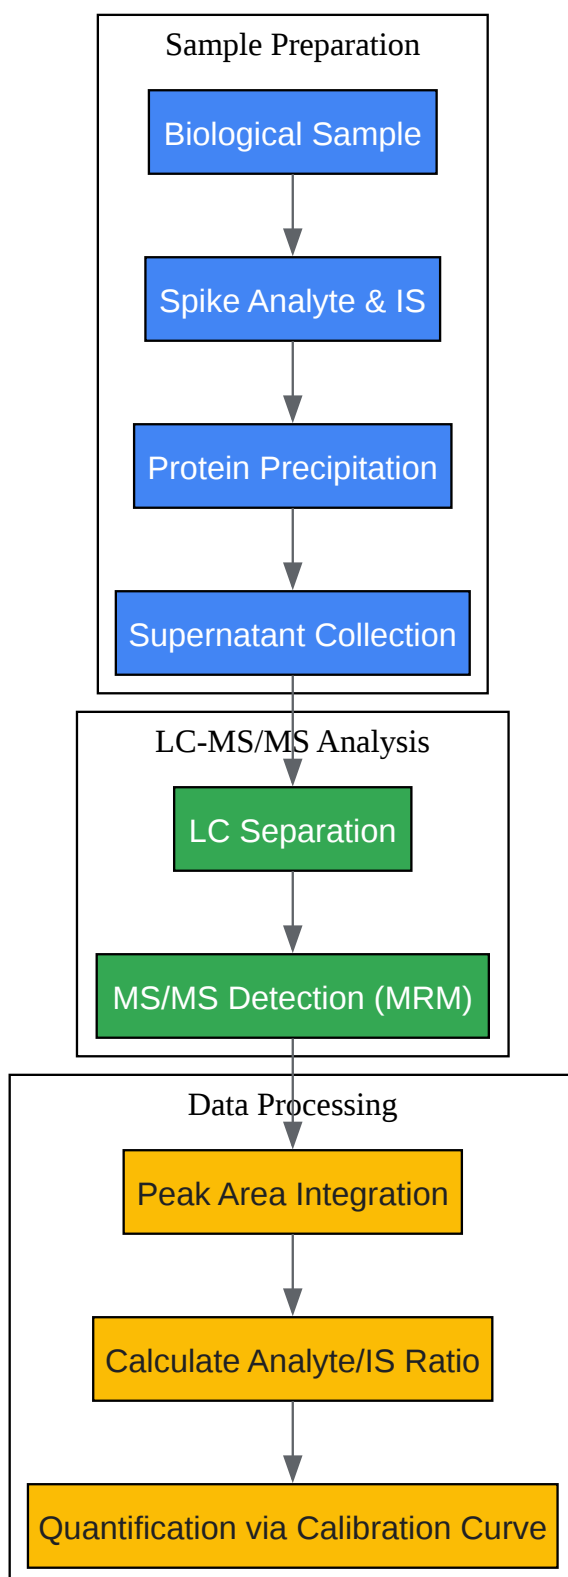 Sample Preparation
Biological Sample
Spike Analyte & IS
Protein Precipitation
Supernatant Collection
LC-MS/MS Analysis
LC Separation
MS/MS Detection (MRM)
Data Processing
Peak Area Integration
Calculate Analyte/IS Ratio
Quantification via Calibration Curve